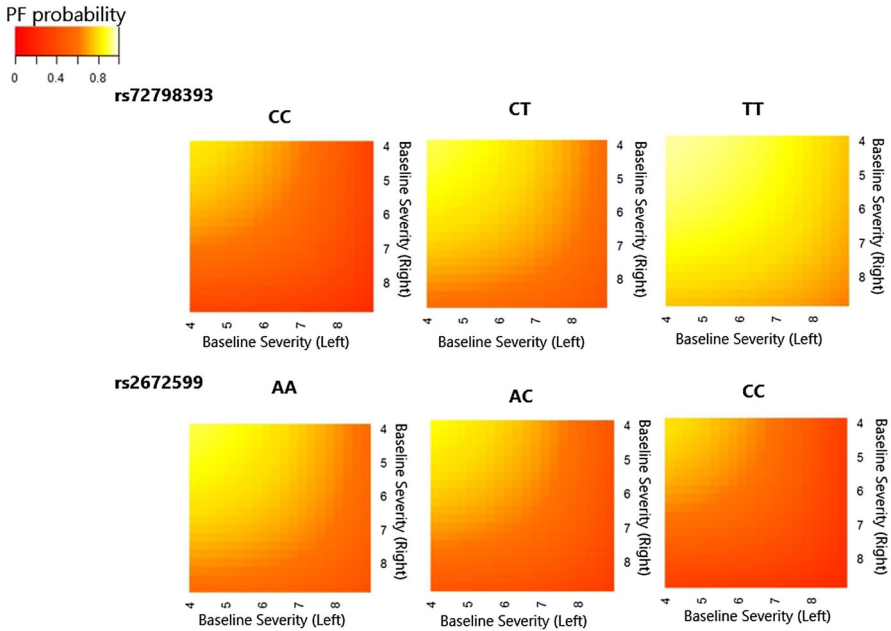 PF probability
0 0.4 0.8
rs72798393
CC
CT
TT
4
5
6
7
8
Baseline Severity (Right)
4
5
6
7
8
Baseline Severity (Right)
4
5
6
7
8
Baseline Severity (Right)
4 5 6 7 8
Baseline Severity (Left)
4 5 6 7 8
Baseline Severity (Left)
4 5 6 7 8
Baseline Severity (Left)
rs2672599
AA
AC
CC
4
5
6
7
8
Baseline Severity (Right)
4
5
6
7
8
Baseline Severity (Right)
4
5
6
7
8
Baseline Severity (Right)
4 5 6 7 8
Baseline Severity (Left)
4 5 6 7 8
Baseline Severity (Left)
4 5 6 7 8
Baseline Severity (Left)